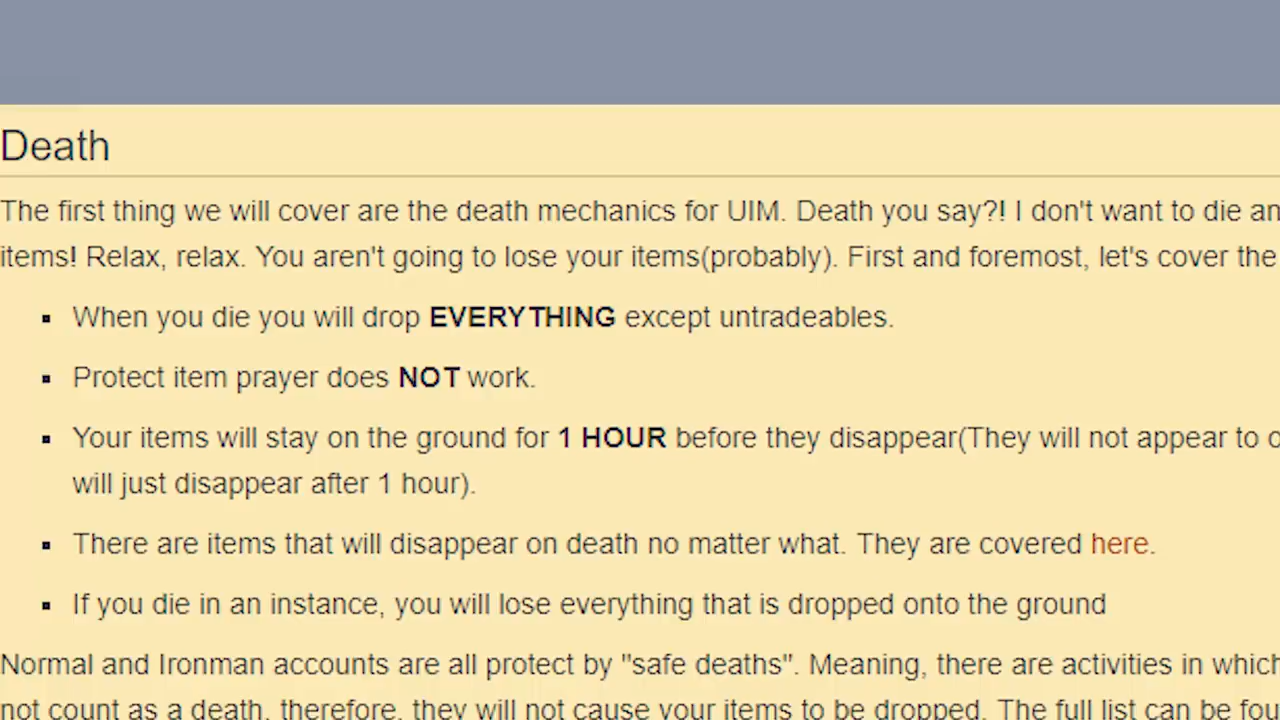 Death
The first thing we will cover are the death mechanics for UIM. Death you say?! I don't want to die an
items! Relax, relax. You aren't going to lose your items(probably). First and foremost, let's cover the
When you die you will drop EVERYTHING except untradeables.
Protect item prayer does NOT work.
Your items will stay on the ground for 1 HOUR before they disappear(They will not appear to o
will just disappear after 1 hour).
There are items that will disappear on death no matter what. They are covered here.
If you die in an instance, you will lose everything that is dropped onto the ground
Normal and Ironman accounts are all protect by "safe deaths". Meaning, there are activities in which
not count as a death, therefore, they will not cause your items to be dropped. The full list can be fou